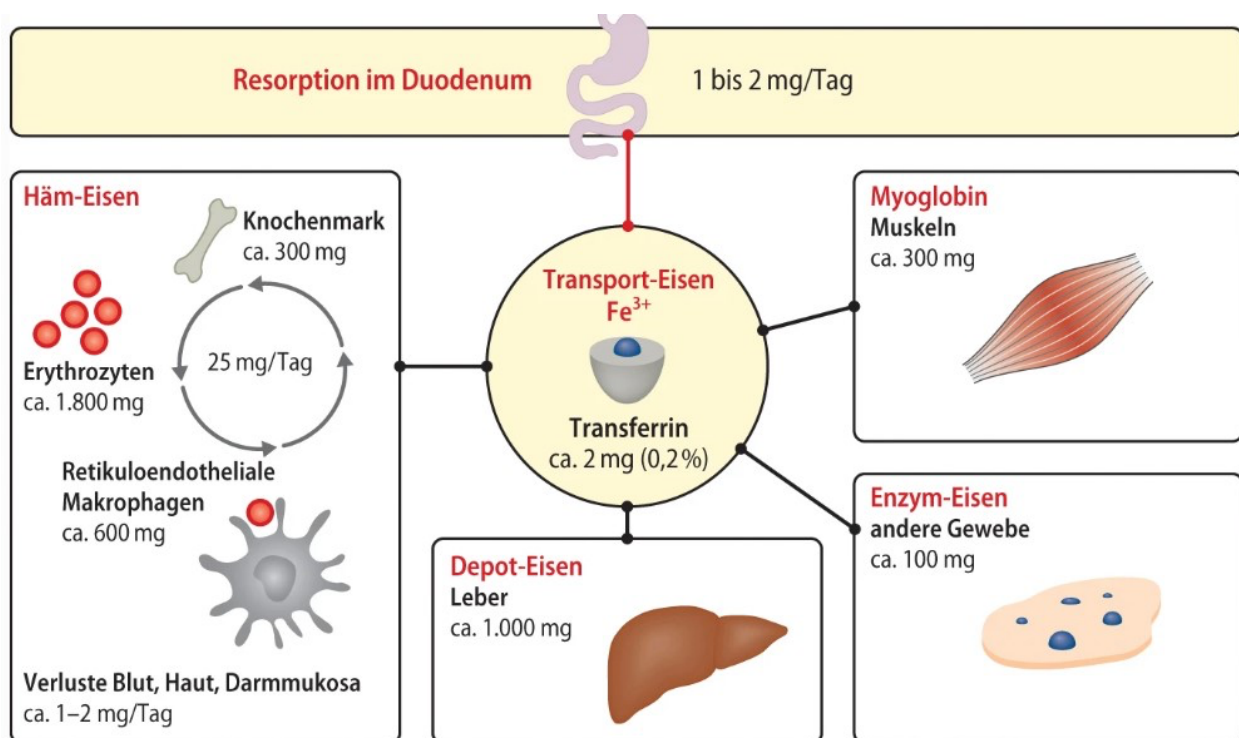 Resorption im Duodenum
1 bis 2 mg/Tag
Häm-Eisen
Knochenmark
ca. 300 mg
25 mg/Tag
Erythrozyten
ca. 1.800 mg
Retikuloendotheliale
Makrophagen
ca. 600 mg
Verluste Blut, Haut, Darmmukosa
ca. 1–2 mg/Tag
Transport-Eisen
Fe³⁺
Transferrin
ca. 2 mg (0,2 %)
Depot-Eisen
Leber
ca. 1.000 mg
Myoglobin
Muskeln
ca. 300 mg
Enzym-Eisen
andere Gewebe
ca. 100 mg